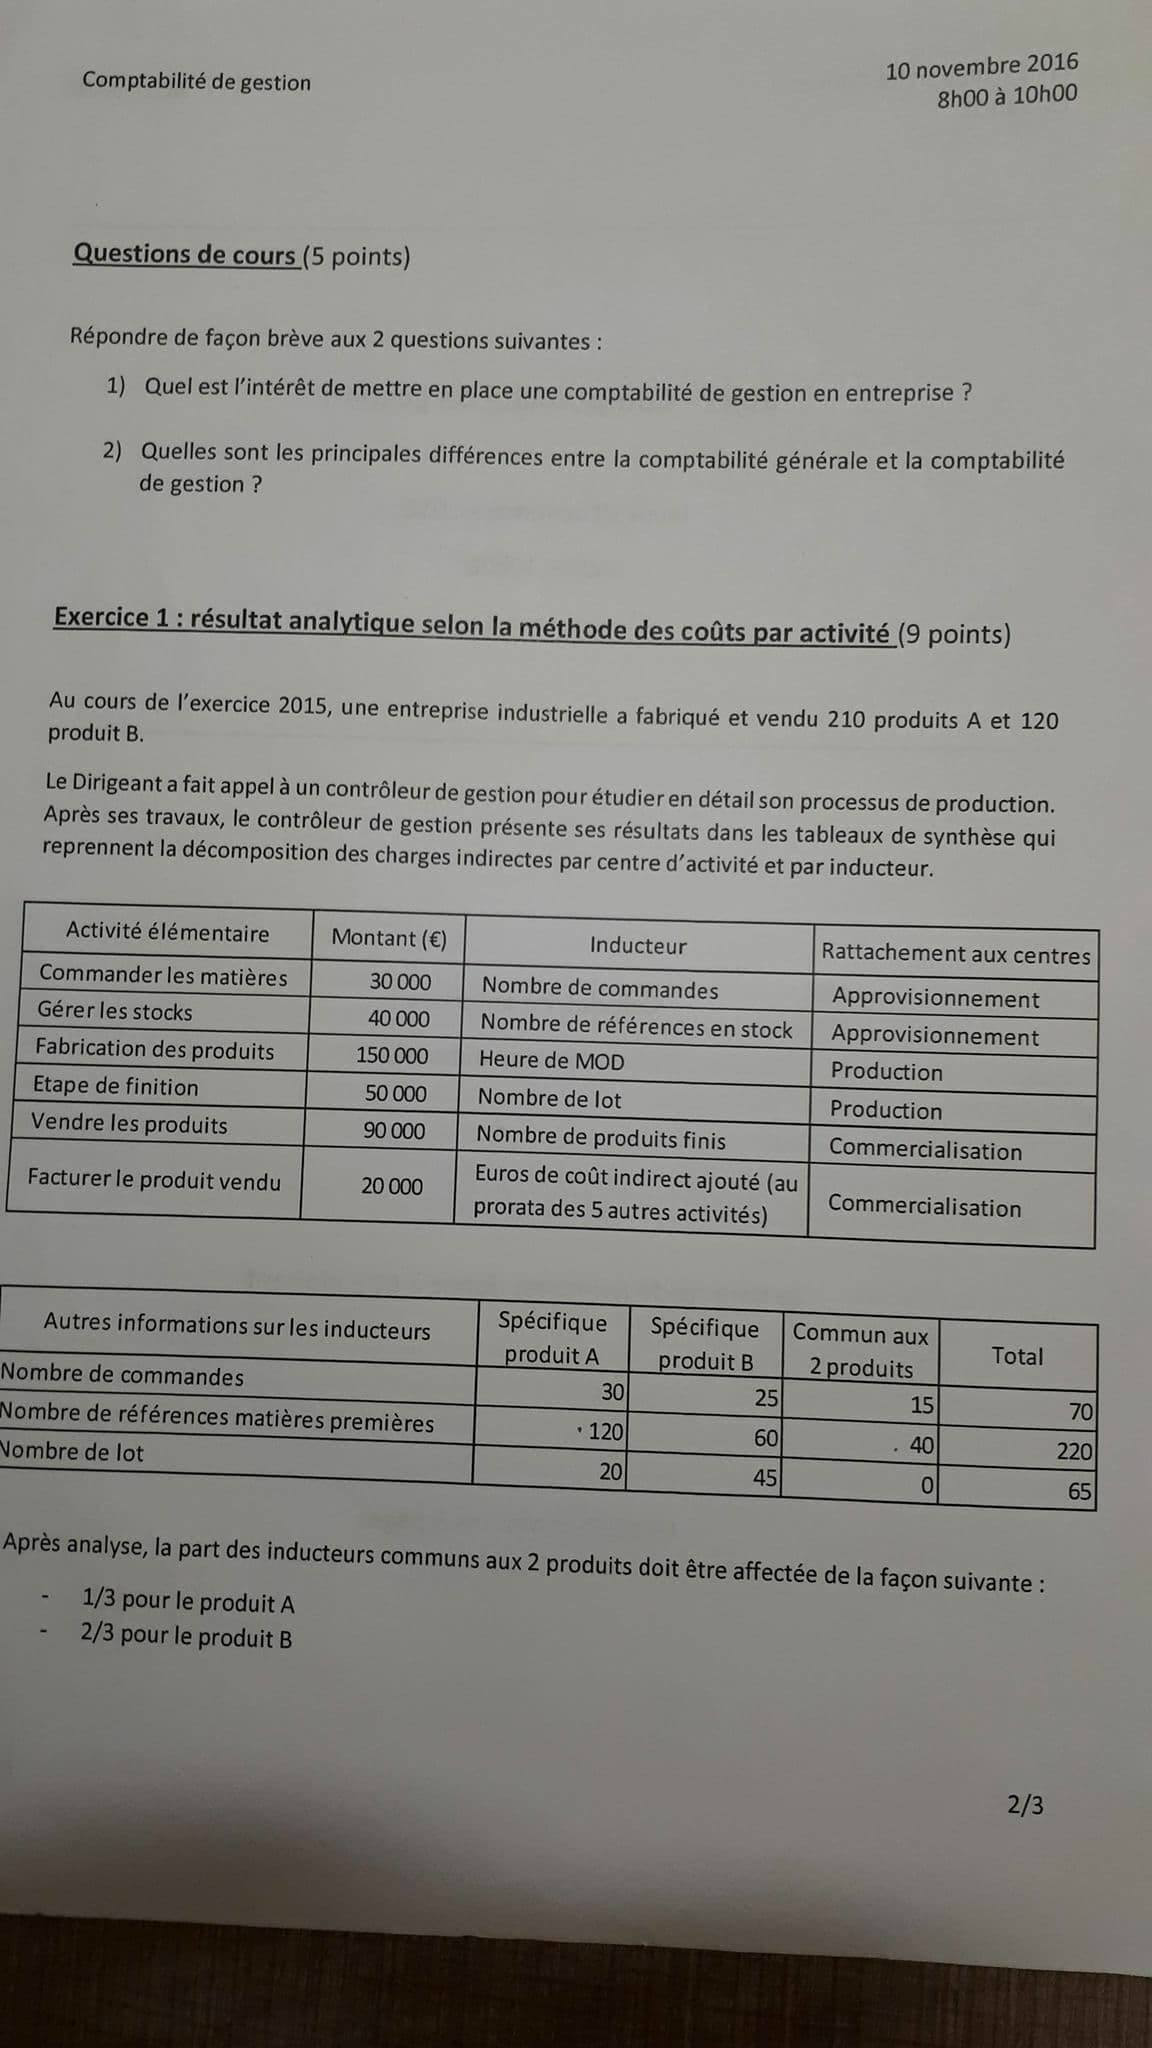 Comptabilité de gestion
10 novembre 2016
8h00 à 10h00
Questions de cours (5 points)
Répondre de façon brève aux 2 questions suivantes :
1) Quel est l'intérêt de mettre en place une comptabilité de gestion en entreprise ?
2) Quelles sont les principales différences entre la comptabilité générale et la comptabilité
de gestion ?
Exercice 1 : résultat analytique selon la méthode des coûts par activité (9 points)
Au cours de l'exercice 2015, une entreprise industrielle a fabriqué et vendu 210 produits A et 120
produit B.
Le Dirigeant a fait appel à un contrôleur de gestion pour étudier en détail son processus de production.
Après ses travaux, le contrôleur de gestion présente ses résultats dans les tableaux de synthèse qui
reprennent la décomposition des charges indirectes par centre d'activité et par inducteur.
Activité élémentaire Montant (€) Inducteur Rattachement aux centres
Commander les matières 30 000 Nombre de commandes Approvisionnement
Gérer les stocks 40 000 Nombre de références en stock Approvisionnement
Fabrication des produits 150 000 Heure de MOD Production
Etape de finition 50 000 Nombre de lot Production
Vendre les produits 90 000 Nombre de produits finis Commercialisation
Facturer le produit vendu 20 000 Euros de coût indirect ajouté (au
prorata des 5 autres activités) Commercialisation
Autres informations sur les inducteurs Spécifique
produit A Spécifique
produit B Commun aux
2 produits Total
Nombre de commandes 30 25 15 70
Nombre de références matières premières 120 60 40 220
Nombre de lot 20 45 0 65
Après analyse, la part des inducteurs communs aux 2 produits doit être affectée de la façon suivante :
- 1/3 pour le produit A
- 2/3 pour le produit B
2/3